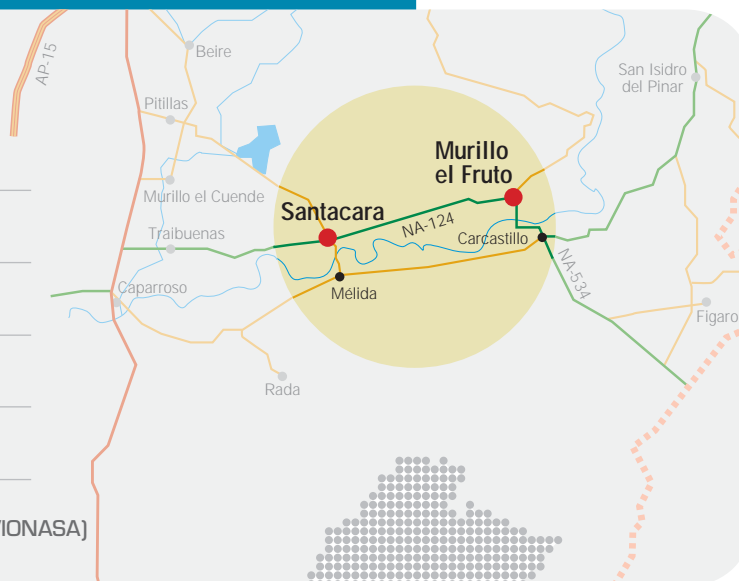 AP-15
Beire
San Isidro
del Pinar
Pitillas
Murillo
el Fruto
Murillo el Cuende
Santacara
NA-124
Traibuenas
Carcastillo
NA-534
Caparroso
Mélida
Figaro
Rada
IONASA)